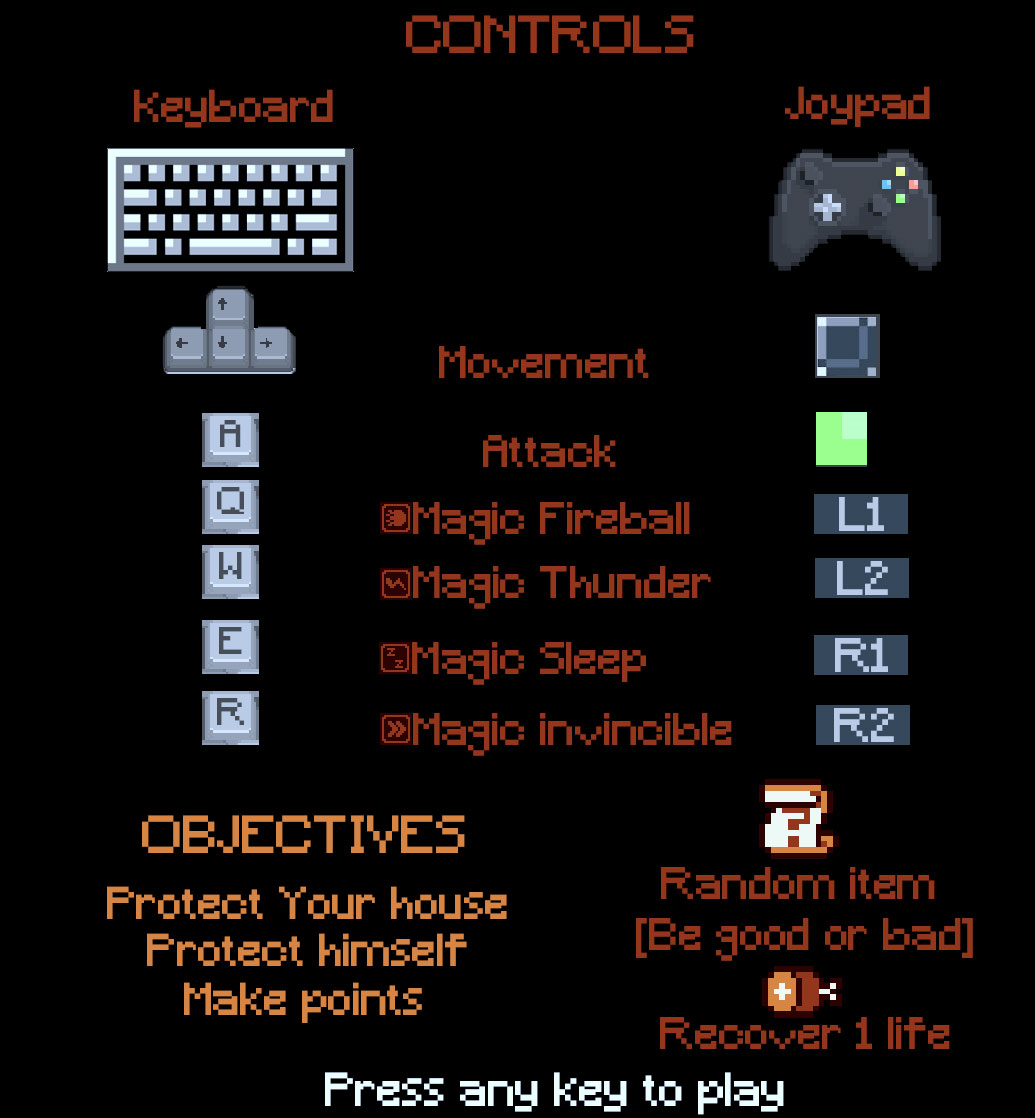 CONTROLS
Keyboard
Joypad
↑
← ↓ →
Movement
A
Attack
Q
Magic Fireball
L1
W
Magic Thunder
L2
E
Z
Z
Magic Sleep
R1
R
Magic invincible
R2
OBJECTIVES
Protect Your house
Protect himself
Make points
?
Random item
[Be good or bad]
Recover 1 life
Press any key to play